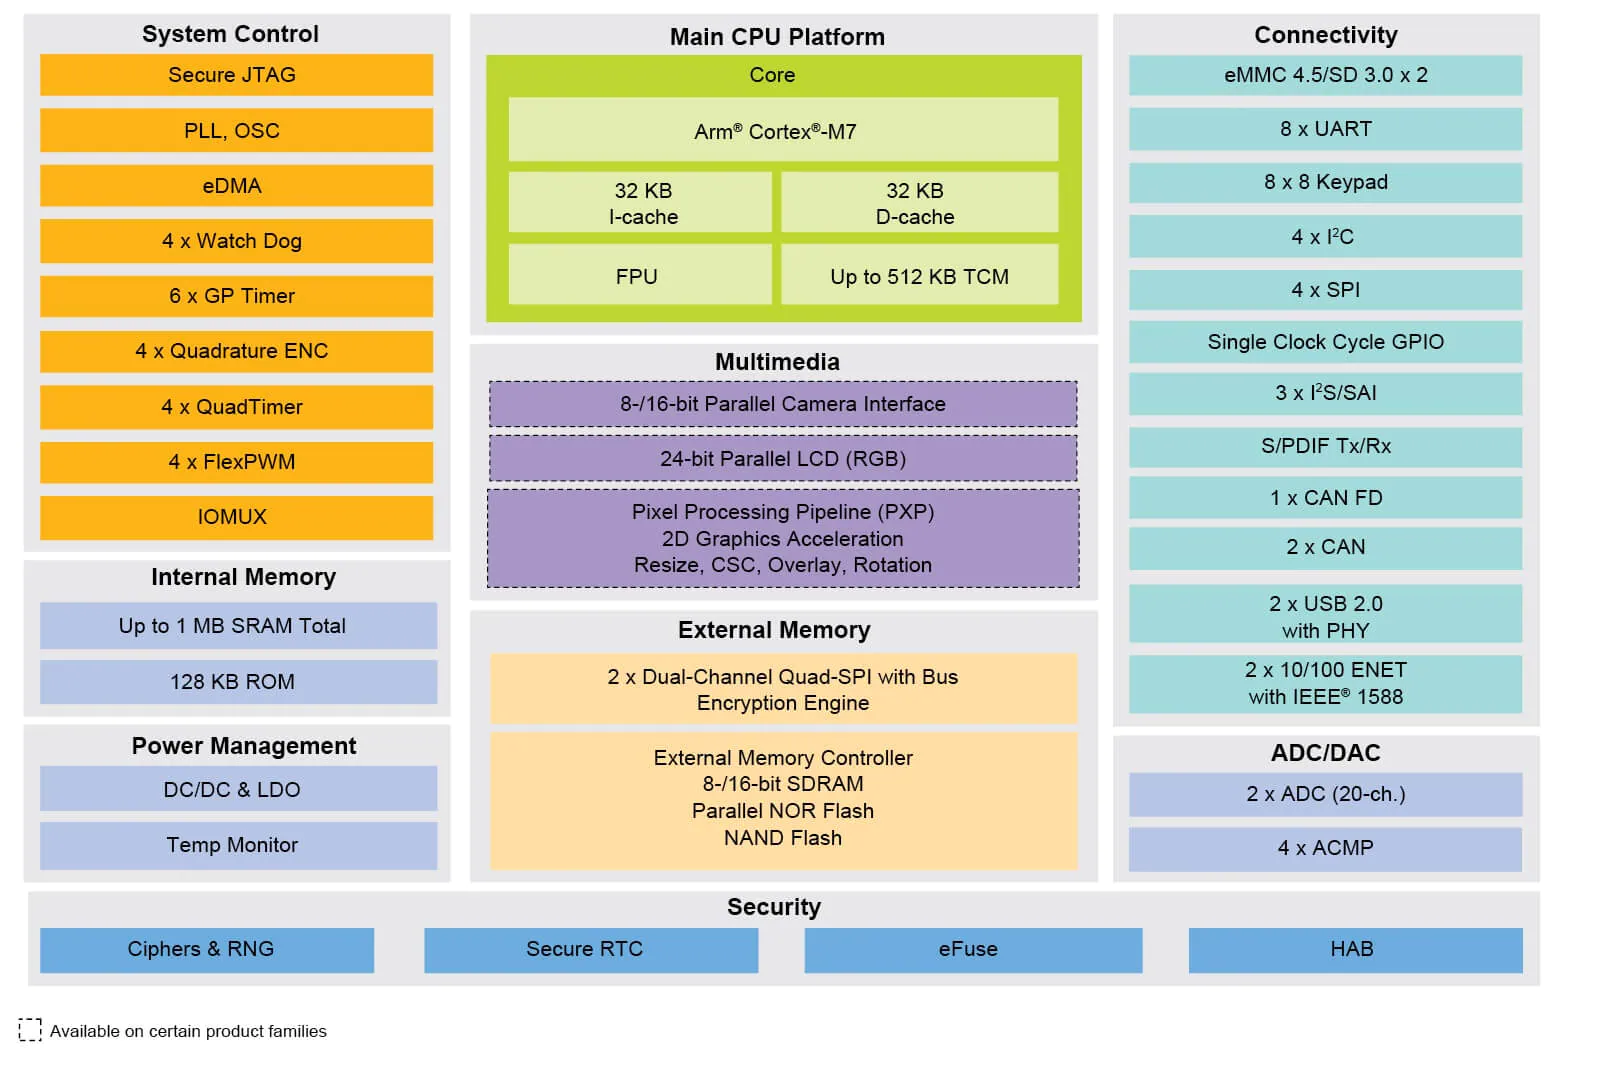 System Control
Secure JTAG
PLL, OSC
eDMA
4 x Watch Dog
6 x GP Timer
4 x Quadrature ENC
4 x QuadTimer
4 x FlexPWM
IOMUX
Internal Memory
Up to 1 MB SRAM Total
128 KB ROM
Power Management
DC/DC & LDO
Temp Monitor
Main CPU Platform
Core
Arm® Cortex®-M7
32 KB
I-cache
32 KB
D-cache
FPU
Up to 512 KB TCM
Multimedia
8-/16-bit Parallel Camera Interface
24-bit Parallel LCD (RGB)
Pixel Processing Pipeline (PXP)
2D Graphics Acceleration
Resize, CSC, Overlay, Rotation
External Memory
2 x Dual-Channel Quad-SPI with Bus
Encryption Engine
External Memory Controller
8-/16-bit SDRAM
Parallel NOR Flash
NAND Flash
Connectivity
eMMC 4.5/SD 3.0 x 2
8 x UART
8 x 8 Keypad
4 x I²C
4 x SPI
Single Clock Cycle GPIO
3 x I²S/SAI
S/PDIF Tx/Rx
1 x CAN FD
2 x CAN
2 x USB 2.0
with PHY
2 x 10/100 ENET
with IEEE® 1588
ADC/DAC
2 x ADC (20-ch.)
4 x ACMP
Security
Ciphers & RNG
Secure RTC
eFuse
HAB
Available on certain product families